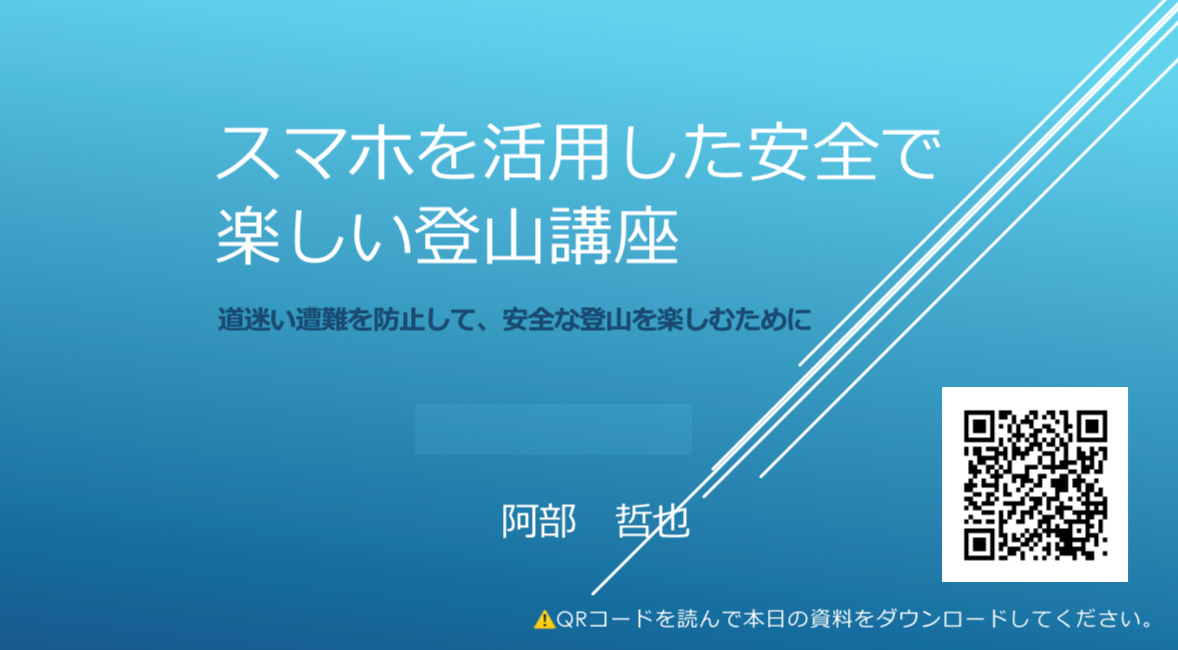 スマホを活用した安全で
楽しい登山講座
道迷い遭難を防止して、安全な登山を楽しむために
阿部　哲也
⚠️QRコードを読んで本日の資料をダウンロードしてください。